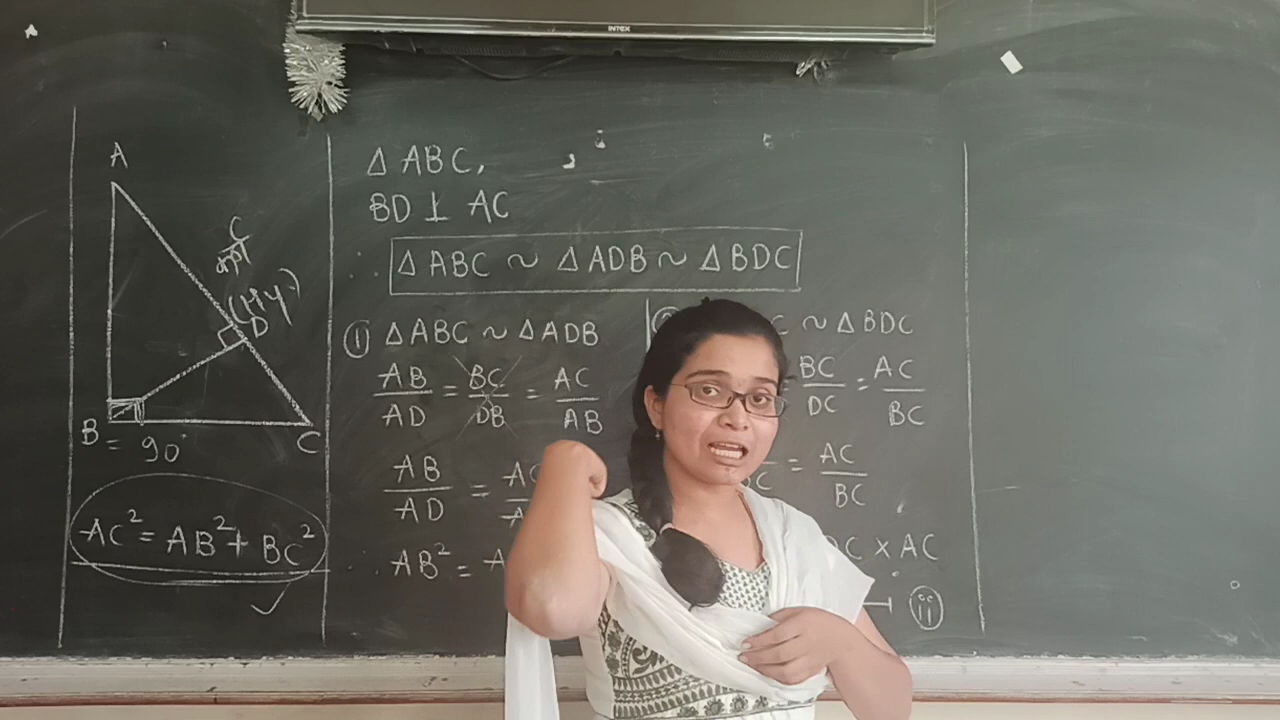 INTEX
A
C
D
B
= 90°
C
AC² = AB² + BC²
Δ ABC,
BD ⊥ AC
∴ Δ ABC ~ Δ ADB ~ Δ BDC
① Δ ABC ~ Δ ADB
AB/AD = BC/DB = AC/AB
AB/AD = AC
∴ AB² = A
C ~ Δ BDC
= BC/DC = AC/BC
= AC/BC
DC × AC
ii